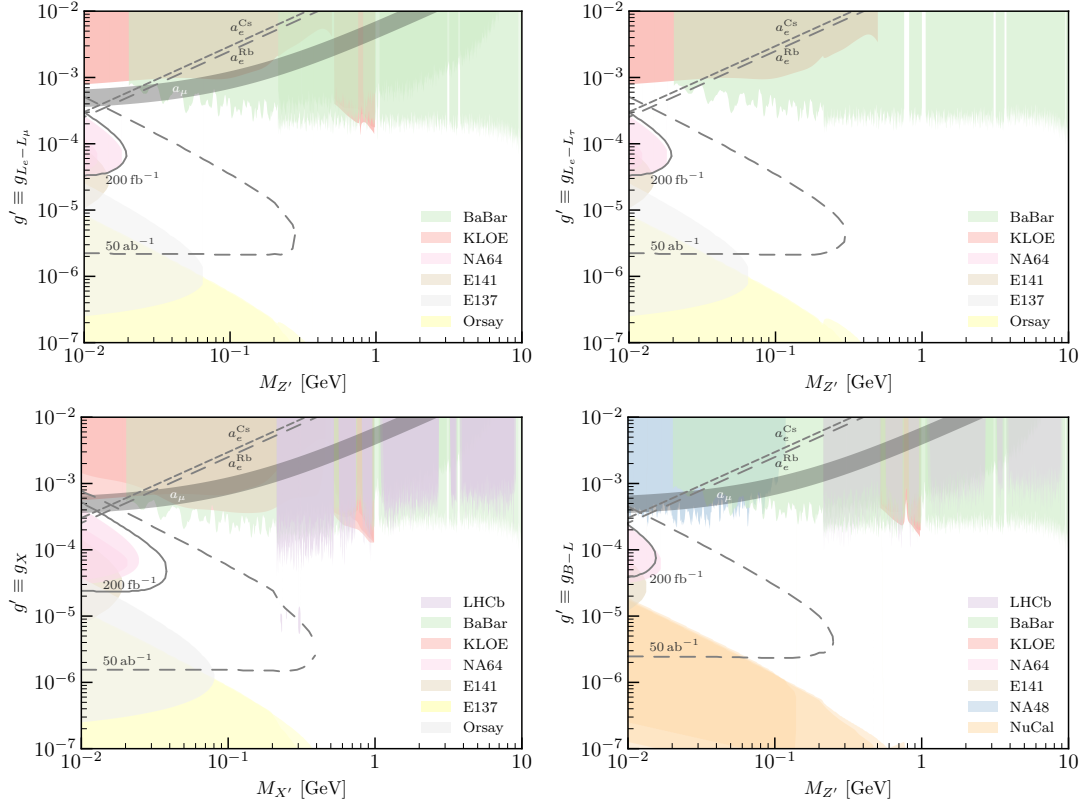 10⁻²
10⁻³
10⁻⁴
10⁻⁵
10⁻⁶
10⁻⁷
g′ ≡ g_{L_e−L_μ}
a_e^{Cs}
a_e^{Rb}
a_μ
200 fb⁻¹
50 ab⁻¹
BaBar
KLOE
NA64
E141
E137
Orsay
10⁻² 10⁻¹ 1 10
M_{Z′} [GeV]
10⁻²
10⁻³
10⁻⁴
10⁻⁵
10⁻⁶
10⁻⁷
g′ ≡ g_{L_e−L_τ}
a_e^{Cs}
a_e^{Rb}
200 fb⁻¹
50 ab⁻¹
BaBar
KLOE
NA64
E141
E137
Orsay
10⁻² 10⁻¹ 1 10
M_{Z′} [GeV]
10⁻²
10⁻³
10⁻⁴
10⁻⁵
10⁻⁶
10⁻⁷
g′ ≡ g_X
a_e^{Cs}
a_e^{Rb}
a_μ
200 fb⁻¹
50 ab⁻¹
LHCb
BaBar
KLOE
NA64
E141
E137
Orsay
10⁻² 10⁻¹ 1 10
M_{X′} [GeV]
10⁻²
10⁻³
10⁻⁴
10⁻⁵
10⁻⁶
10⁻⁷
g′ ≡ g_{B−L}
a_e^{Cs}
a_e^{Rb}
a_μ
200 fb⁻¹
50 ab⁻¹
LHCb
BaBar
KLOE
NA64
E141
NA48
NuCal
10⁻² 10⁻¹ 1 10
M_{Z′} [GeV]